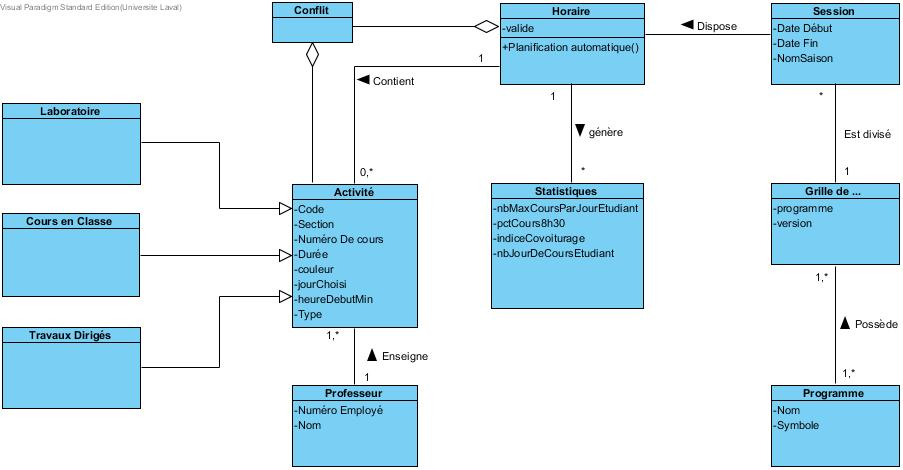 Visual Paradigm Standard Edition(Universite Laval)
Conflit
Horaire
-valide
+Planification automatique()
Dispose
Session
-Date Début
-Date Fin
-NomSaison
1
Contient
0,*
1
génère
*
*
Est divisé
1
Laboratoire
Cours en Classe
Travaux Dirigés
Activité
-Code
-Section
-Numéro De cours
-Durée
-couleur
-jourChoisi
-heureDebutMin
-Type
Statistiques
-nbMaxCoursParJourEtudiant
-pctCours8h30
-indiceCovoiturage
-nbJourDeCoursEtudiant
Grille de ...
-programme
-version
1,*
Enseigne
1
1,*
Possède
1,*
Professeur
-Numéro Employé
-Nom
Programme
-Nom
-Symbole